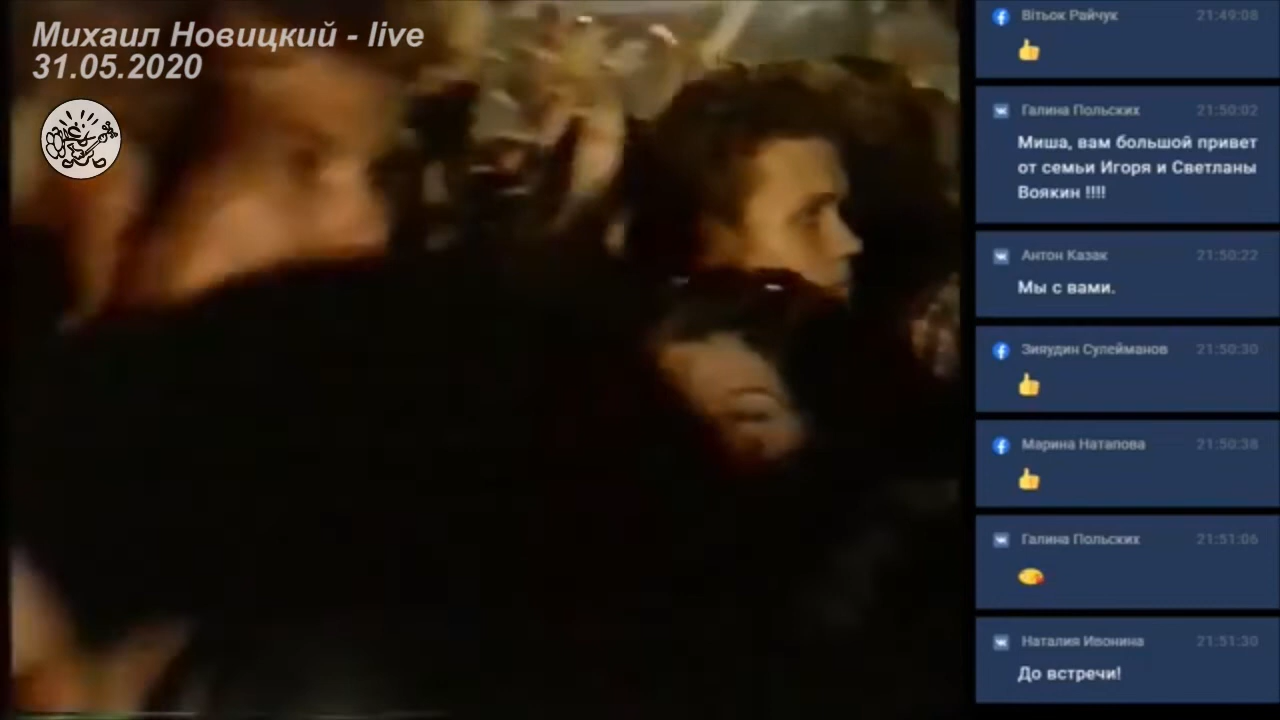 Михаил Новицкий - live
31.05.2020
Вітьок Райчук 21:49:08
Галина Польских 21:50:02
Миша, вам большой привет
от семьи Игоря и Светланы
Воякин !!!!
Антон Казак 21:50:22
Мы с вами.
Зияудин Сулейманов 21:50:30
Марина Натапова 21:50:38
Галина Польских 21:51:06
Наталия Ивонина 21:51:30
До встречи!